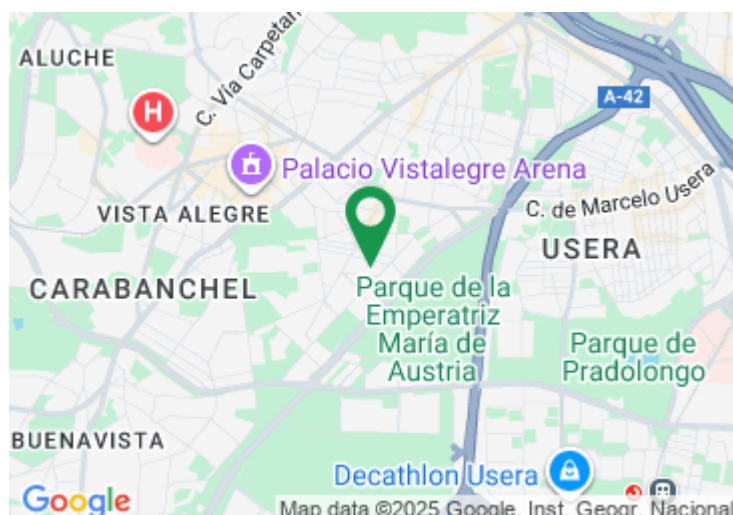 ALUCHE
C. Vía Carpetan
H
A-42
Palacio Vistalegre Arena
C. de Marcelo Usera
VISTA ALEGRE
USERA
CARABANCHEL
Parque de la
Emperatriz
María de
Austria
Parque de
Pradolongo
BUENAVISTA
Decathlon Usera
Google
Map data ©2025 Google, Inst. Geogr. Nacional